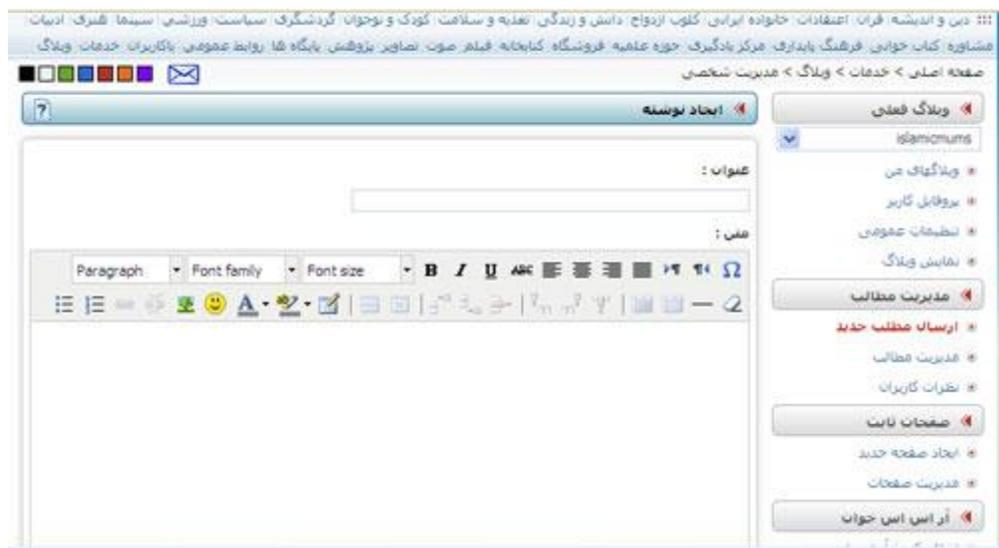 دین و اندیشه قرآن اعتقادات خانواده ایرانی کلوب ازدواج دانش و زندگی تغذیه و سلامت کودک و نوجوان گردشگری سیاست ورزشی سینما هنری ادبیات
مشاوره کتاب خوانی فرهنگ پایداری مرکز یادگیری حوزه علمیه فروشگاه کتابخانه فیلم صوت تصاویر پژوهش پایگاه ها روابط عمومی باکاربران خدمات وبلاگ
صفحه اصلی > خدمات > وبلاگ > مدیریت شخصی
وبلاگ فعلی
islamicnums
وبلاگهای من
پروفایل کاربر
تنظیمات عمومی
نمایش وبلاگ
مدیریت مطالب
ارسال مطلب جدید
مدیریت مطالب
نظرات کاربران
صفحات ثابت
ایجاد صفحه جدید
مدیریت صفحات
آر اس اس خوان
ایجاد نوشته
?
عنوان :
متن :
Paragraph Font family Font size B I U ABC Ω
A ab